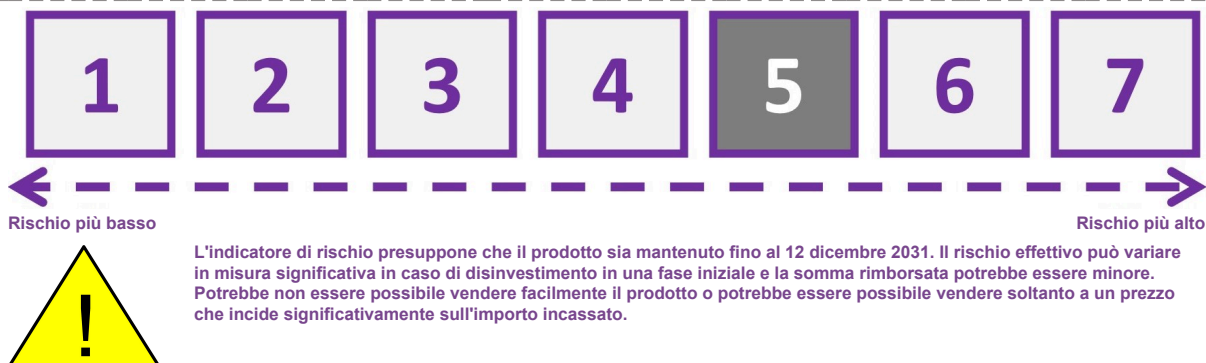 1 2 3 4 5 6 7
Rischio più basso Rischio più alto
L'indicatore di rischio presuppone che il prodotto sia mantenuto fino al 12 dicembre 2031. Il rischio effettivo può variare
in misura significativa in caso di disinvestimento in una fase iniziale e la somma rimborsata potrebbe essere minore.
Potrebbe non essere possibile vendere facilmente il prodotto o potrebbe essere possibile vendere soltanto a un prezzo
che incide significativamente sull'importo incassato.
!